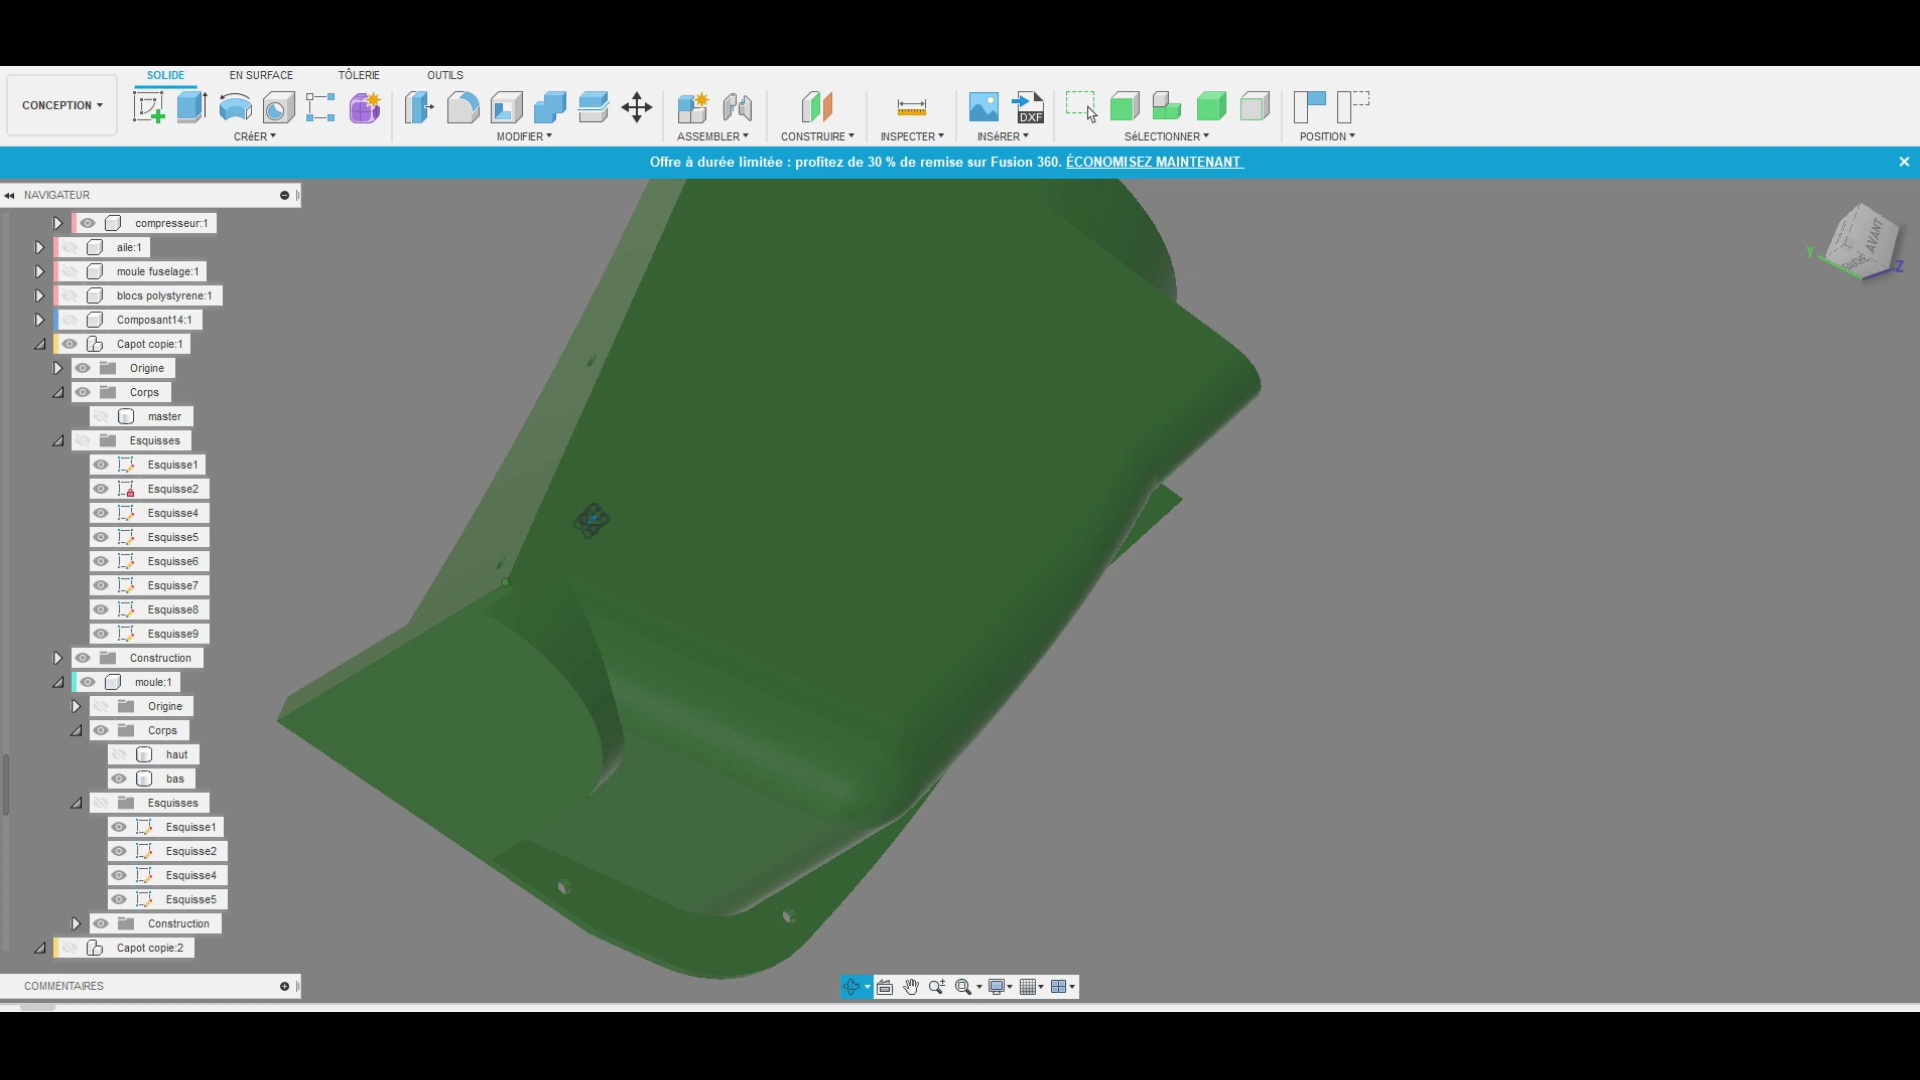 SOLIDE EN SURFACE TÔLERIE OUTILS
CONCEPTION
DXF
CRéER MODIFIER ASSEMBLER CONSTRUIRE INSPECTER INSéRER SéLECTIONNER POSITION
Offre à durée limitée : profitez de 30 % de remise sur Fusion 360. ÉCONOMISEZ MAINTENANT
NAVIGATEUR
compresseur:1
aile:1
moule fuselage:1
blocs polystyrene:1
Composant14:1
Capot copie:1
Origine
Corps
master
Esquisses
Esquisse1
Esquisse2
Esquisse4
Esquisse5
Esquisse6
Esquisse7
Esquisse8
Esquisse9
Construction
moule:1
Origine
Corps
haut
bas
Esquisses
Esquisse1
Esquisse2
Esquisse4
Esquisse5
Construction
Capot copie:2
COMMENTAIRES
AVANT
GAUCHE
Y
Z